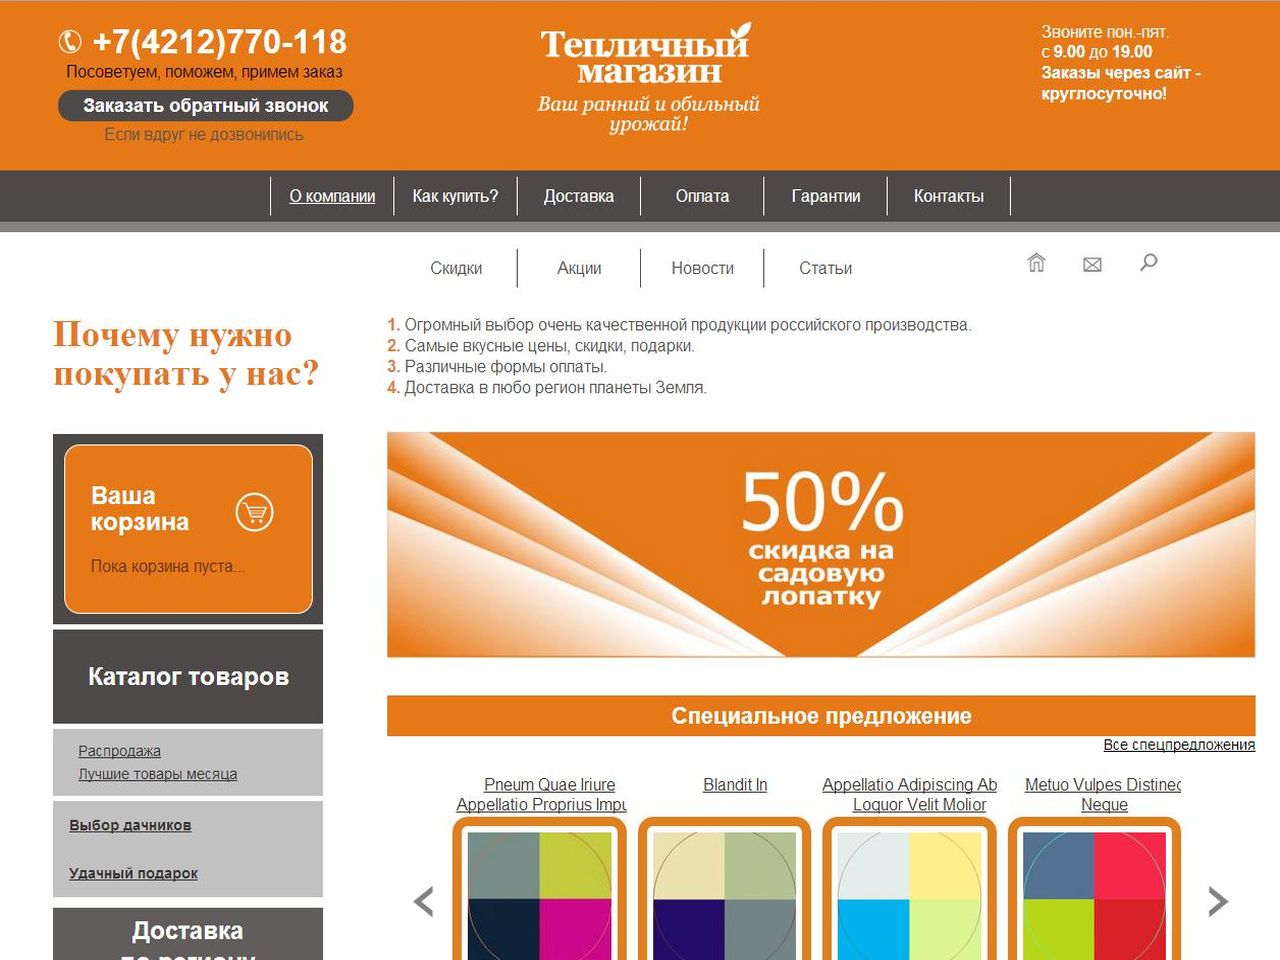 +7(4212)770-118
Посоветуем, поможем, примем заказ
Заказать обратный звонок
Если вдруг не дозвонились
Тепличный
магазин
Ваш ранний и обильный
урожай!
Звоните пон.-пят.
с 9.00 до 19.00
Заказы через сайт -
круглосуточно!
О компании
Как купить?
Доставка
Оплата
Гарантии
Контакты
Скидки
Акции
Новости
Статьи
Почему нужно
покупать у нас?
1. Огромный выбор очень качественной продукции российского производства.
2. Самые вкусные цены, скидки, подарки.
3. Различные формы оплаты.
4. Доставка в любо регион планеты Земля.
Ваша
корзина
Пока корзина пуста...
Каталог товаров
Распродажа
Лучшие товары месяца
Выбор дачников
Удачный подарок
Доставка
по региону
50%
скидка на
садовую
лопатку
Специальное предложение
Все спецпредложения
Pneum Quae Iriure
Appellatio Proprius Impu
Blandit In
Appellatio Adipiscing Ab
Loquor Velit Molior
Metuo Vulpes Distinec
Neque